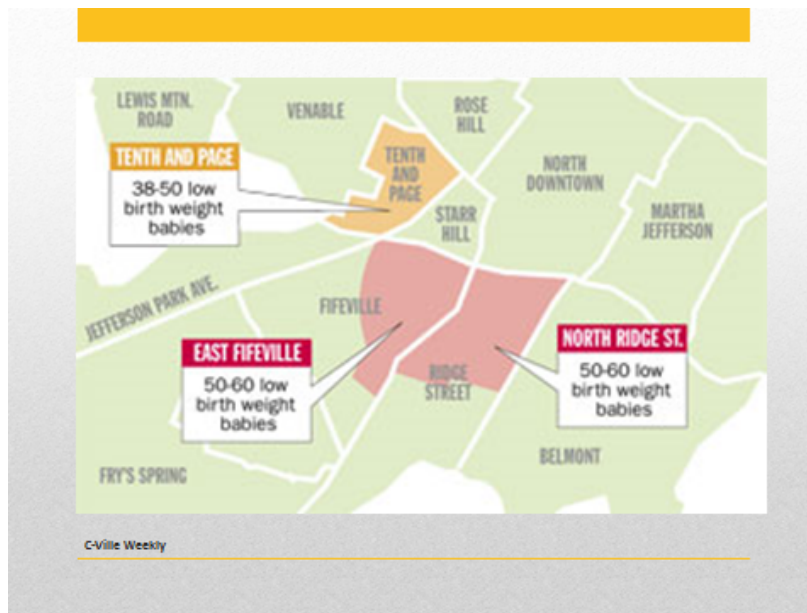 LEWIS MTN.
ROAD
VENABLE
ROSE
HILL
TENTH AND PAGE
38-50 low
birth weight
babies
TENTH
AND
PAGE
NORTH
DOWNTOWN
STARR
HILL
MARTHA
JEFFERSON
JEFFERSON PARK AVE.
FIFEVILLE
EAST FIFEVILLE
50-60 low
birth weight
babies
NORTH RIDGE ST.
50-60 low
birth weight
babies
RIDGE
STREET
BELMONT
FRY'S SPRING
C-Ville Weekly